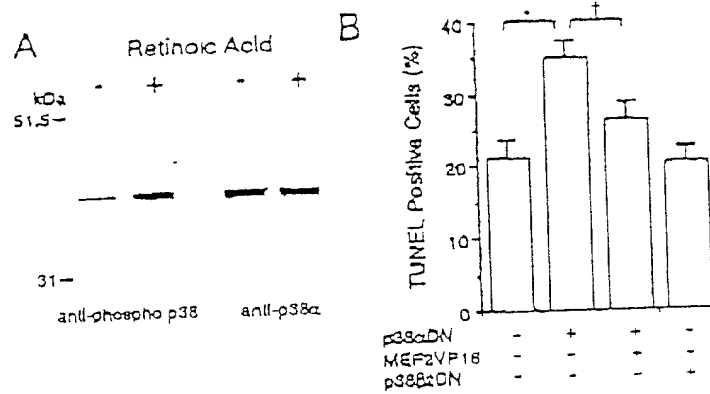 A
Retinoic Acid
- + - +
kDa
51.5-
31-
anti-phospho p38 anti-p38α
B
TUNEL Positive Cells (%)
40
30
20
10
0
* †
p38αDN - + + -
MEF2VP16 - - + -
p38β2DN - - - +